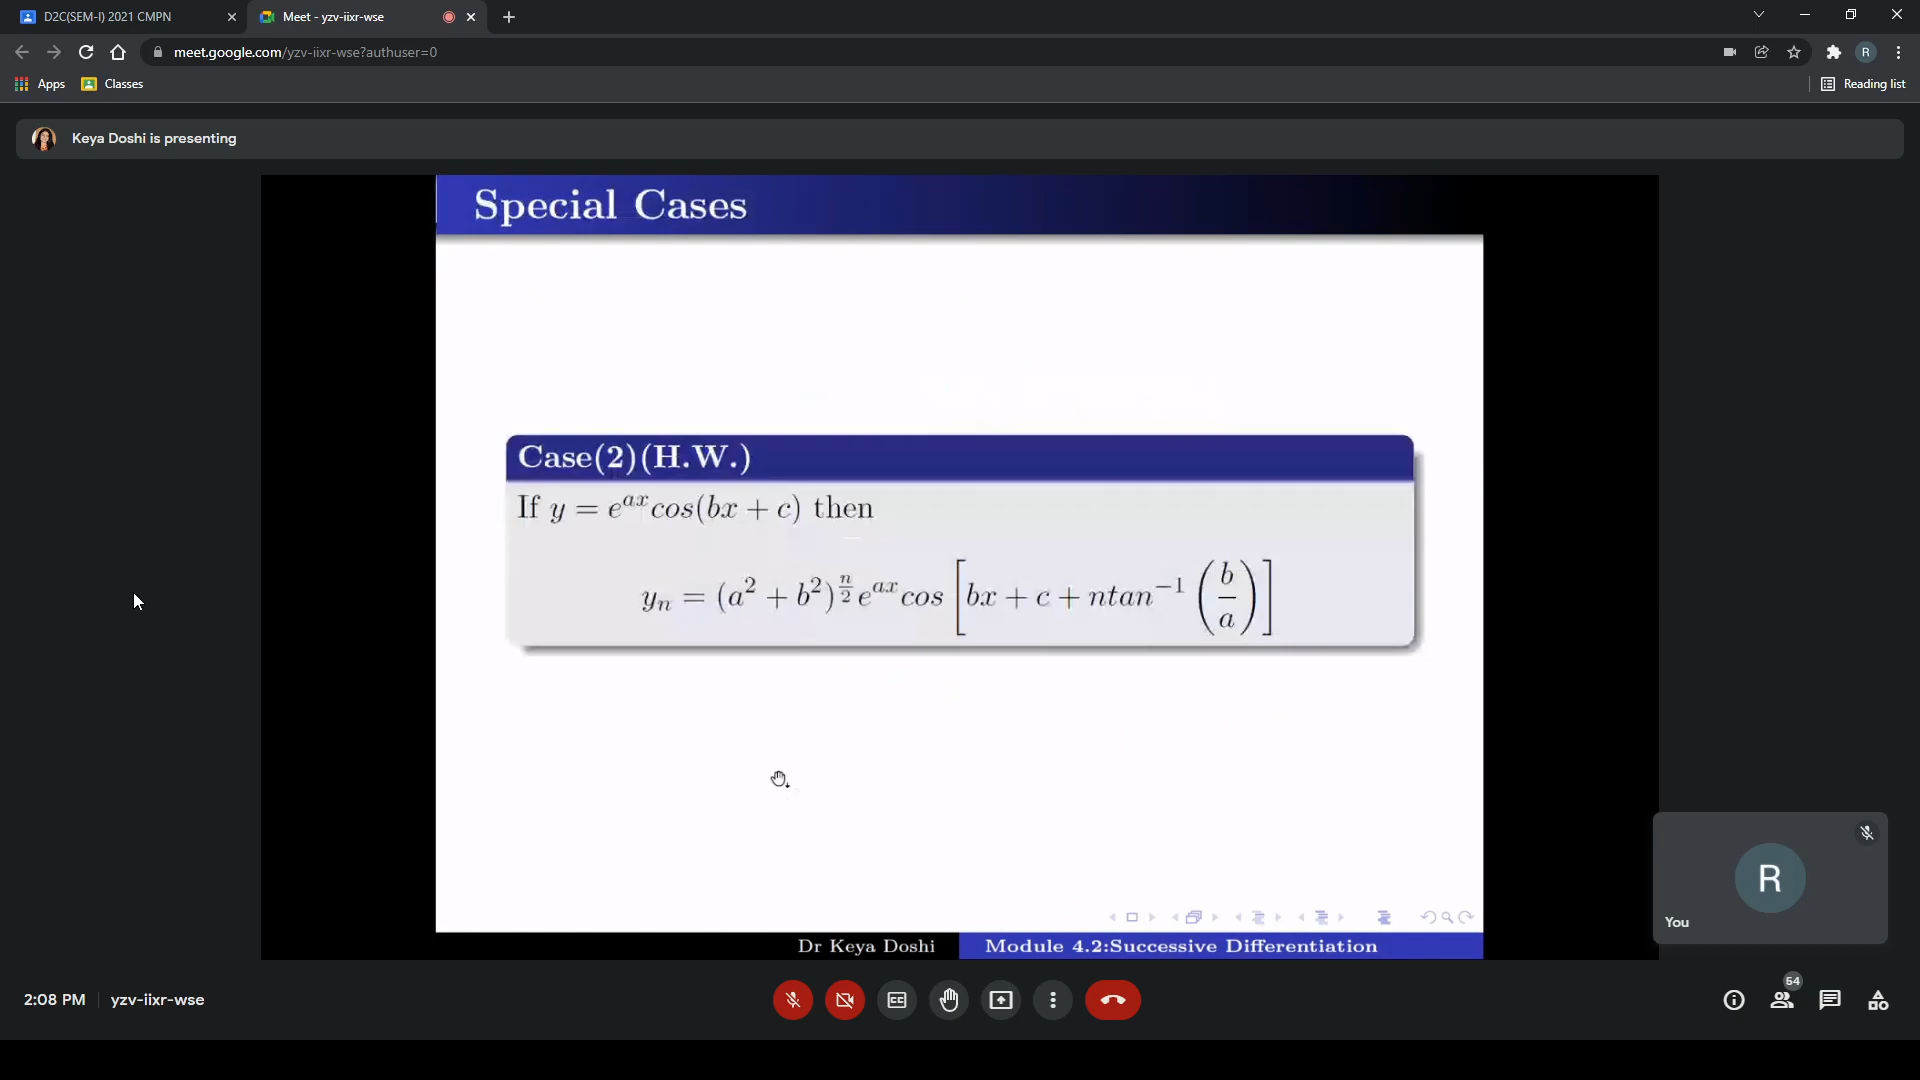 D2C(SEM-I) 2021 CMPN
Meet - yzv-iixr-wse
meet.google.com/yzv-iixr-wse?authuser=0
R
Apps
Classes
Reading list
Keya Doshi is presenting
Special Cases
Case(2)(H.W.)
If y = e^{ax}cos(bx + c) then
y_n = (a^2 + b^2)^{\frac{n}{2}} e^{ax} cos [bx + c + ntan^{-1} (\frac{b}{a})]
R
You
Dr Keya Doshi
Module 4.2:Successive Differentiation
2:08 PM | yzv-iixr-wse
CC
54